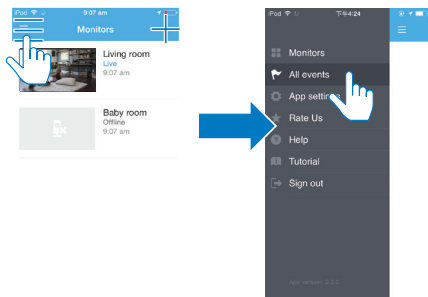 iPod 9:07 am
Monitors
Living room
Live
9:07 am
Baby room
Offline
9:07 am
iPod 下午4:24
Monitors
All events
App settings
Rate Us
Help
Tutorial
Sign out